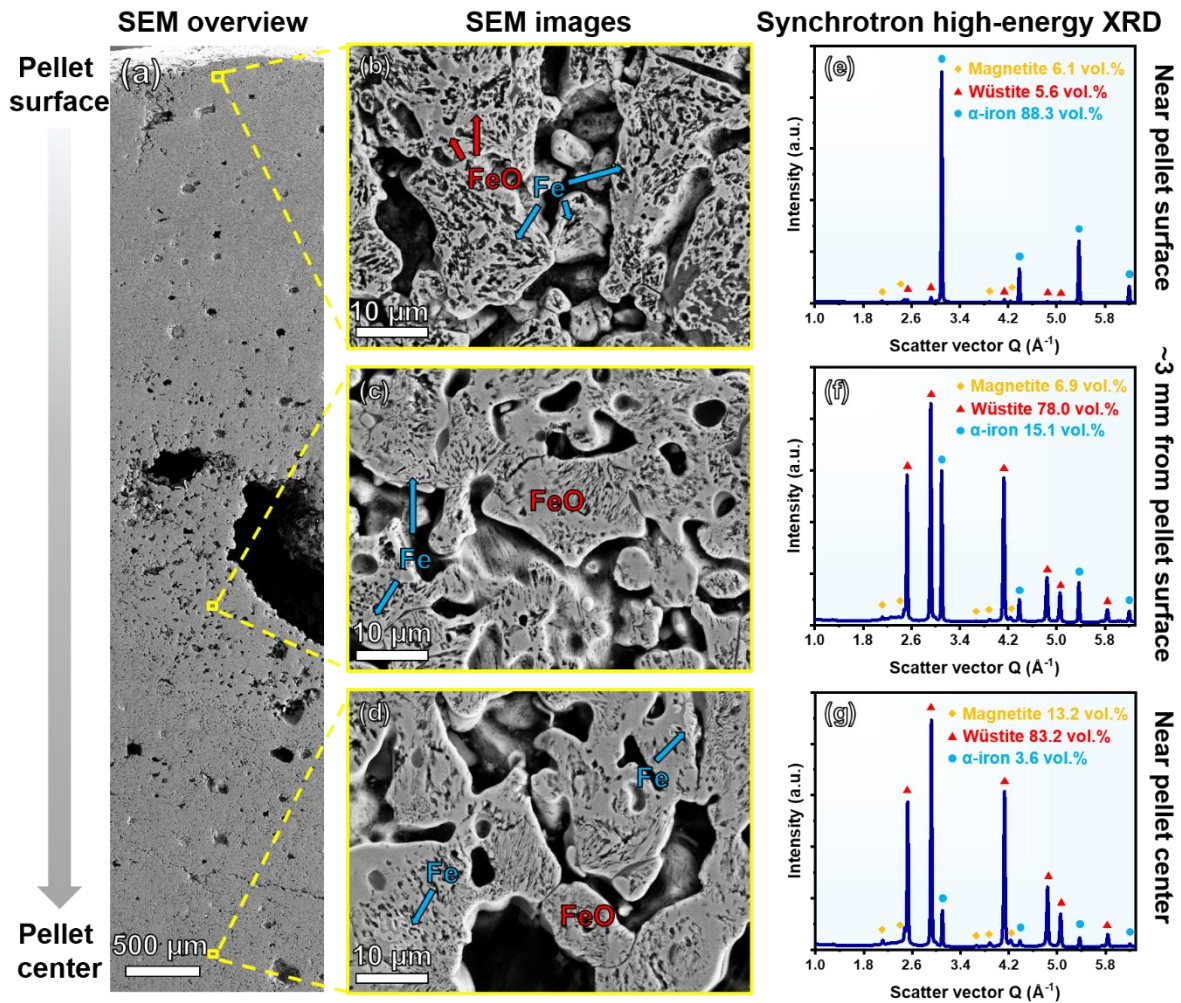 SEM overview
SEM images
Synchrotron high-energy XRD
Pellet
surface
(a)
500 µm
Pellet
center
(b)
FeO
Fe
10 µm
(c)
FeO
Fe
10 µm
(d)
Fe
Fe
FeO
10 µm
(e)
Magnetite 6.1 vol.%
Wüstite 5.6 vol.%
α-iron 88.3 vol.%
Intensity (a.u.)
1.0 2.6 3.4 4.2 5.0 5.8
Scatter vector Q (Å⁻¹)
Near pellet surface
(f)
Magnetite 6.9 vol.%
Wüstite 78.0 vol.%
α-iron 15.1 vol.%
Intensity (a.u.)
1.0 2.6 3.4 4.2 5.0 5.8
Scatter vector Q (Å⁻¹)
~3 mm from pellet surface
(g)
Magnetite 13.2 vol.%
Wüstite 83.2 vol.%
α-iron 3.6 vol.%
Intensity (a.u.)
1.0 2.6 3.4 4.2 5.0 5.8
Scatter vector Q (Å⁻¹)
Near pellet center